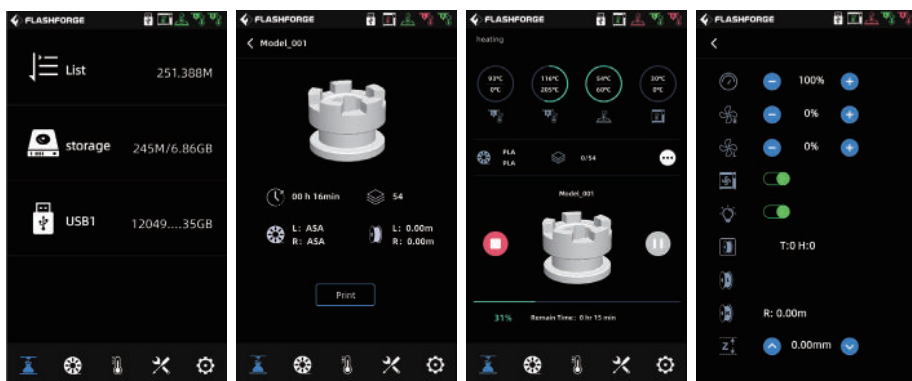 FLASHFORGE
List 251.388M
storage 245M/6.86GB
USB1 12049....35GB
FLASHFORGE
Model_001
00 h 16min 54
L: ASA L: 0.00m
R: ASA R: 0.00m
Print
FLASHFORGE
heating
93℃ 116℃ 54℃ 30℃
0℃ 205℃ 60℃ 0℃
PLA
PLA
0/54
Model_001
31% Remain Time: 0 hr 15 min
FLASHFORGE
100%
0%
0%
T:0 H:0
R: 0.00m
Z 0.00mm